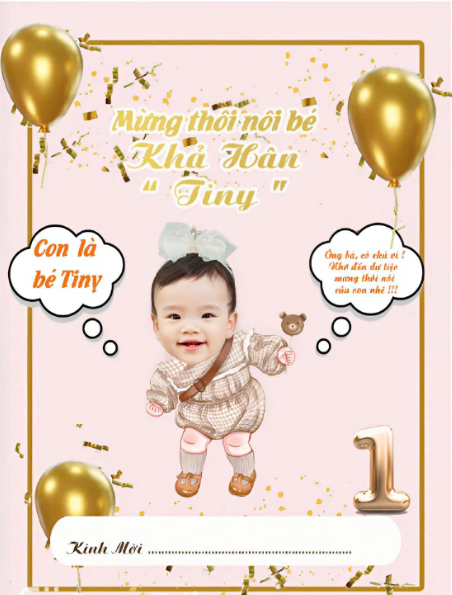 Mừng thôi nôi bé
Khả Hân
“ Tiny "
Con là
bé Tiny
Ông bà, cô chú ơi !
Nhớ đến dự tiệc
mừng thôi nôi
của con nhé !!!
1
Kính Mời ........................................................